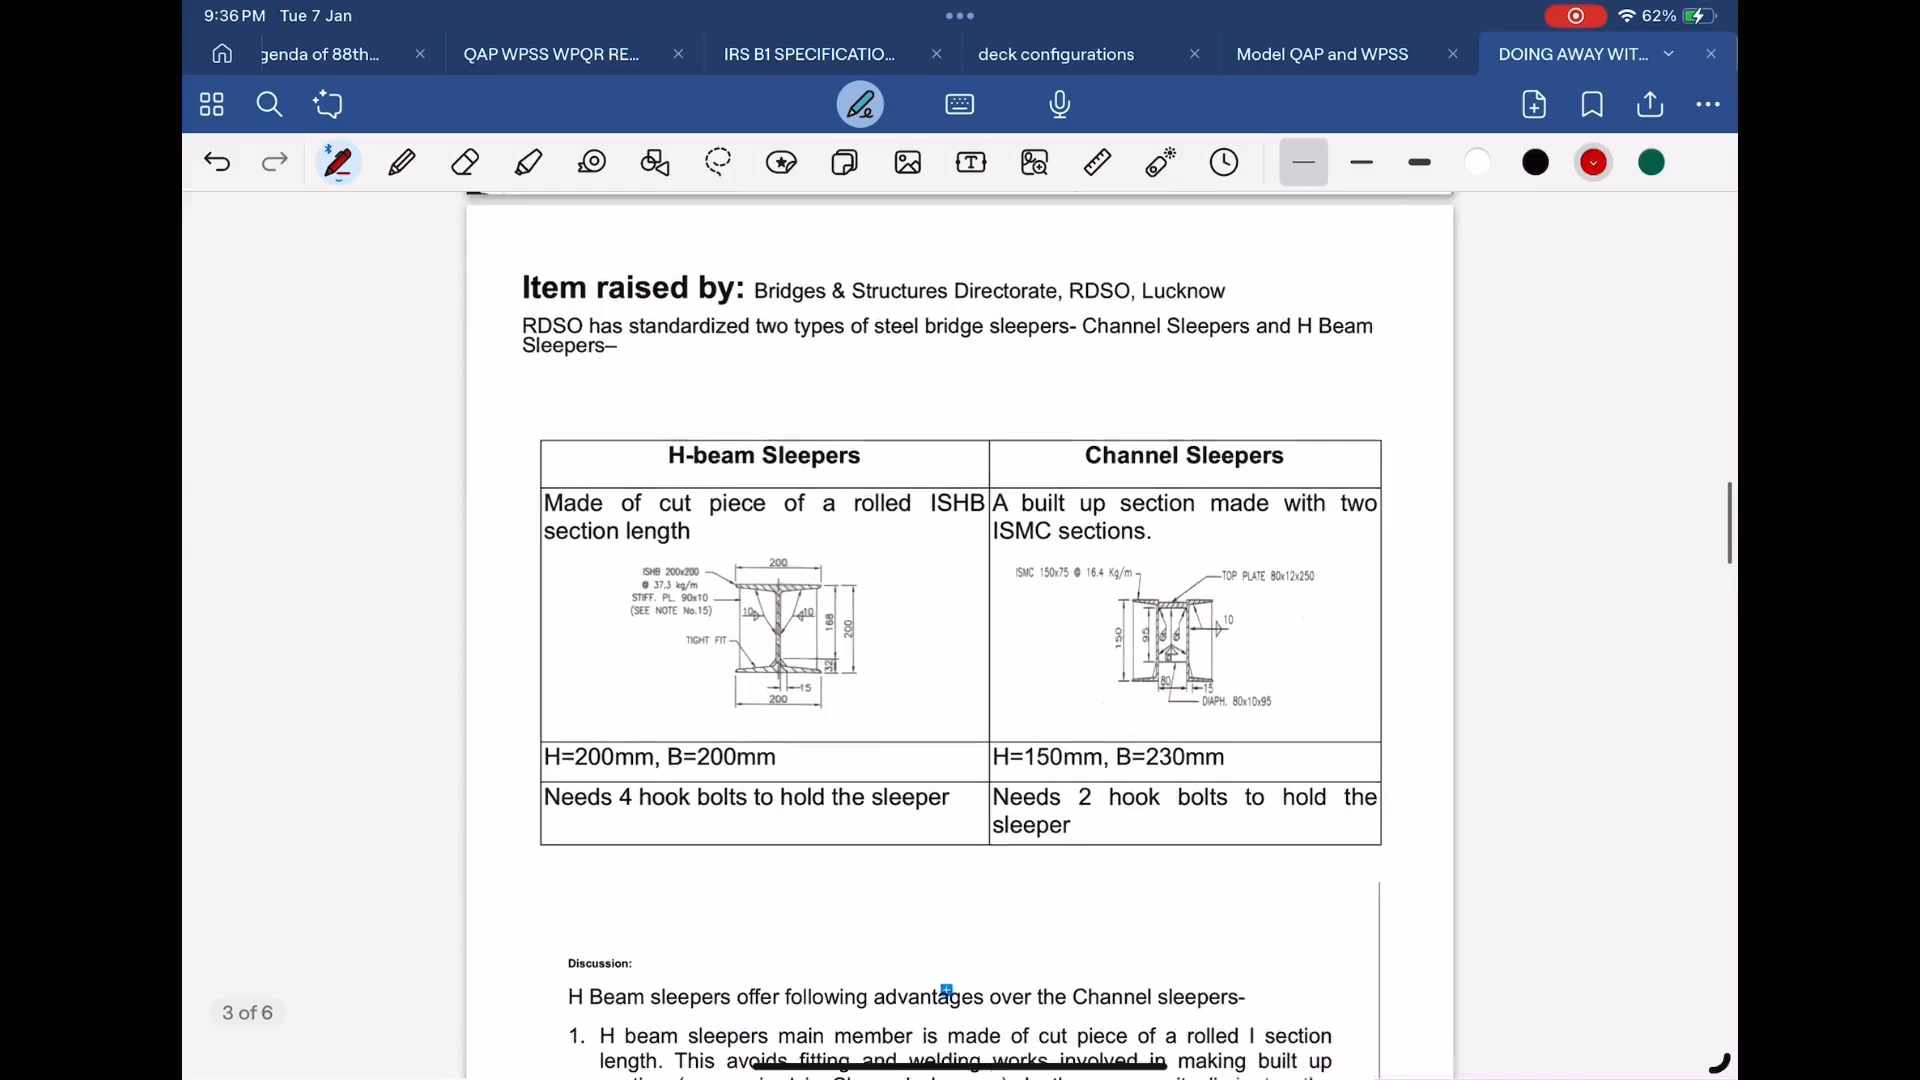 9:36 PM Tue 7 Jan
62%
genda of 88th...
QAP WPSS WPQR RE...
IRS B1 SPECIFICATIO...
deck configurations
Model QAP and WPSS
DOING AWAY WIT...
Item raised by: Bridges & Structures Directorate, RDSO, Lucknow
RDSO has standardized two types of steel bridge sleepers- Channel Sleepers and H Beam
Sleepers–
H-beam Sleepers
Channel Sleepers
Made of cut piece of a rolled ISHB
section length
A built up section made with two
ISMC sections.
ISHB 200x200
@ 37.3 kg/m
STIFF. PL. 90x10
(SEE NOTE No.15)
TIGHT FIT
200
10
10
168
200
32
15
200
ISMC 150x75 @ 16.4 Kg/m
TOP PLATE 80x12x250
150
95
10
80
15
DIAPH. 80x10x95
H=200mm, B=200mm
H=150mm, B=230mm
Needs 4 hook bolts to hold the sleeper
Needs 2 hook bolts to hold the
sleeper
Discussion:
H Beam sleepers offer following advantages over the Channel sleepers-
1. H beam sleepers main member is made of cut piece of a rolled I section
length. This avoids fitting and welding works involved in making built up
3 of 6